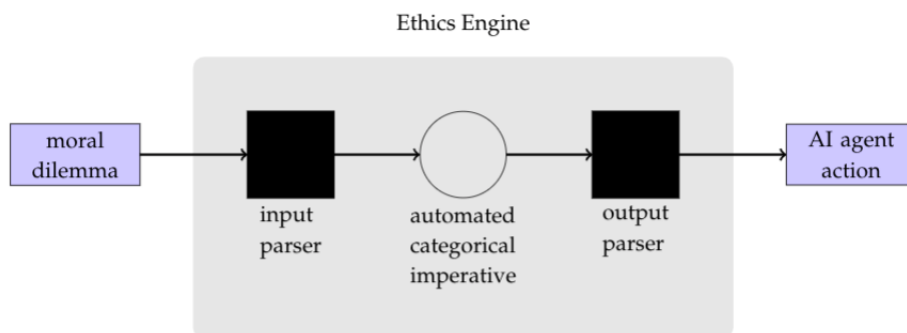 Ethics Engine
moral
dilemma
input
parser
automated
categorical
imperative
output
parser
AI agent
action